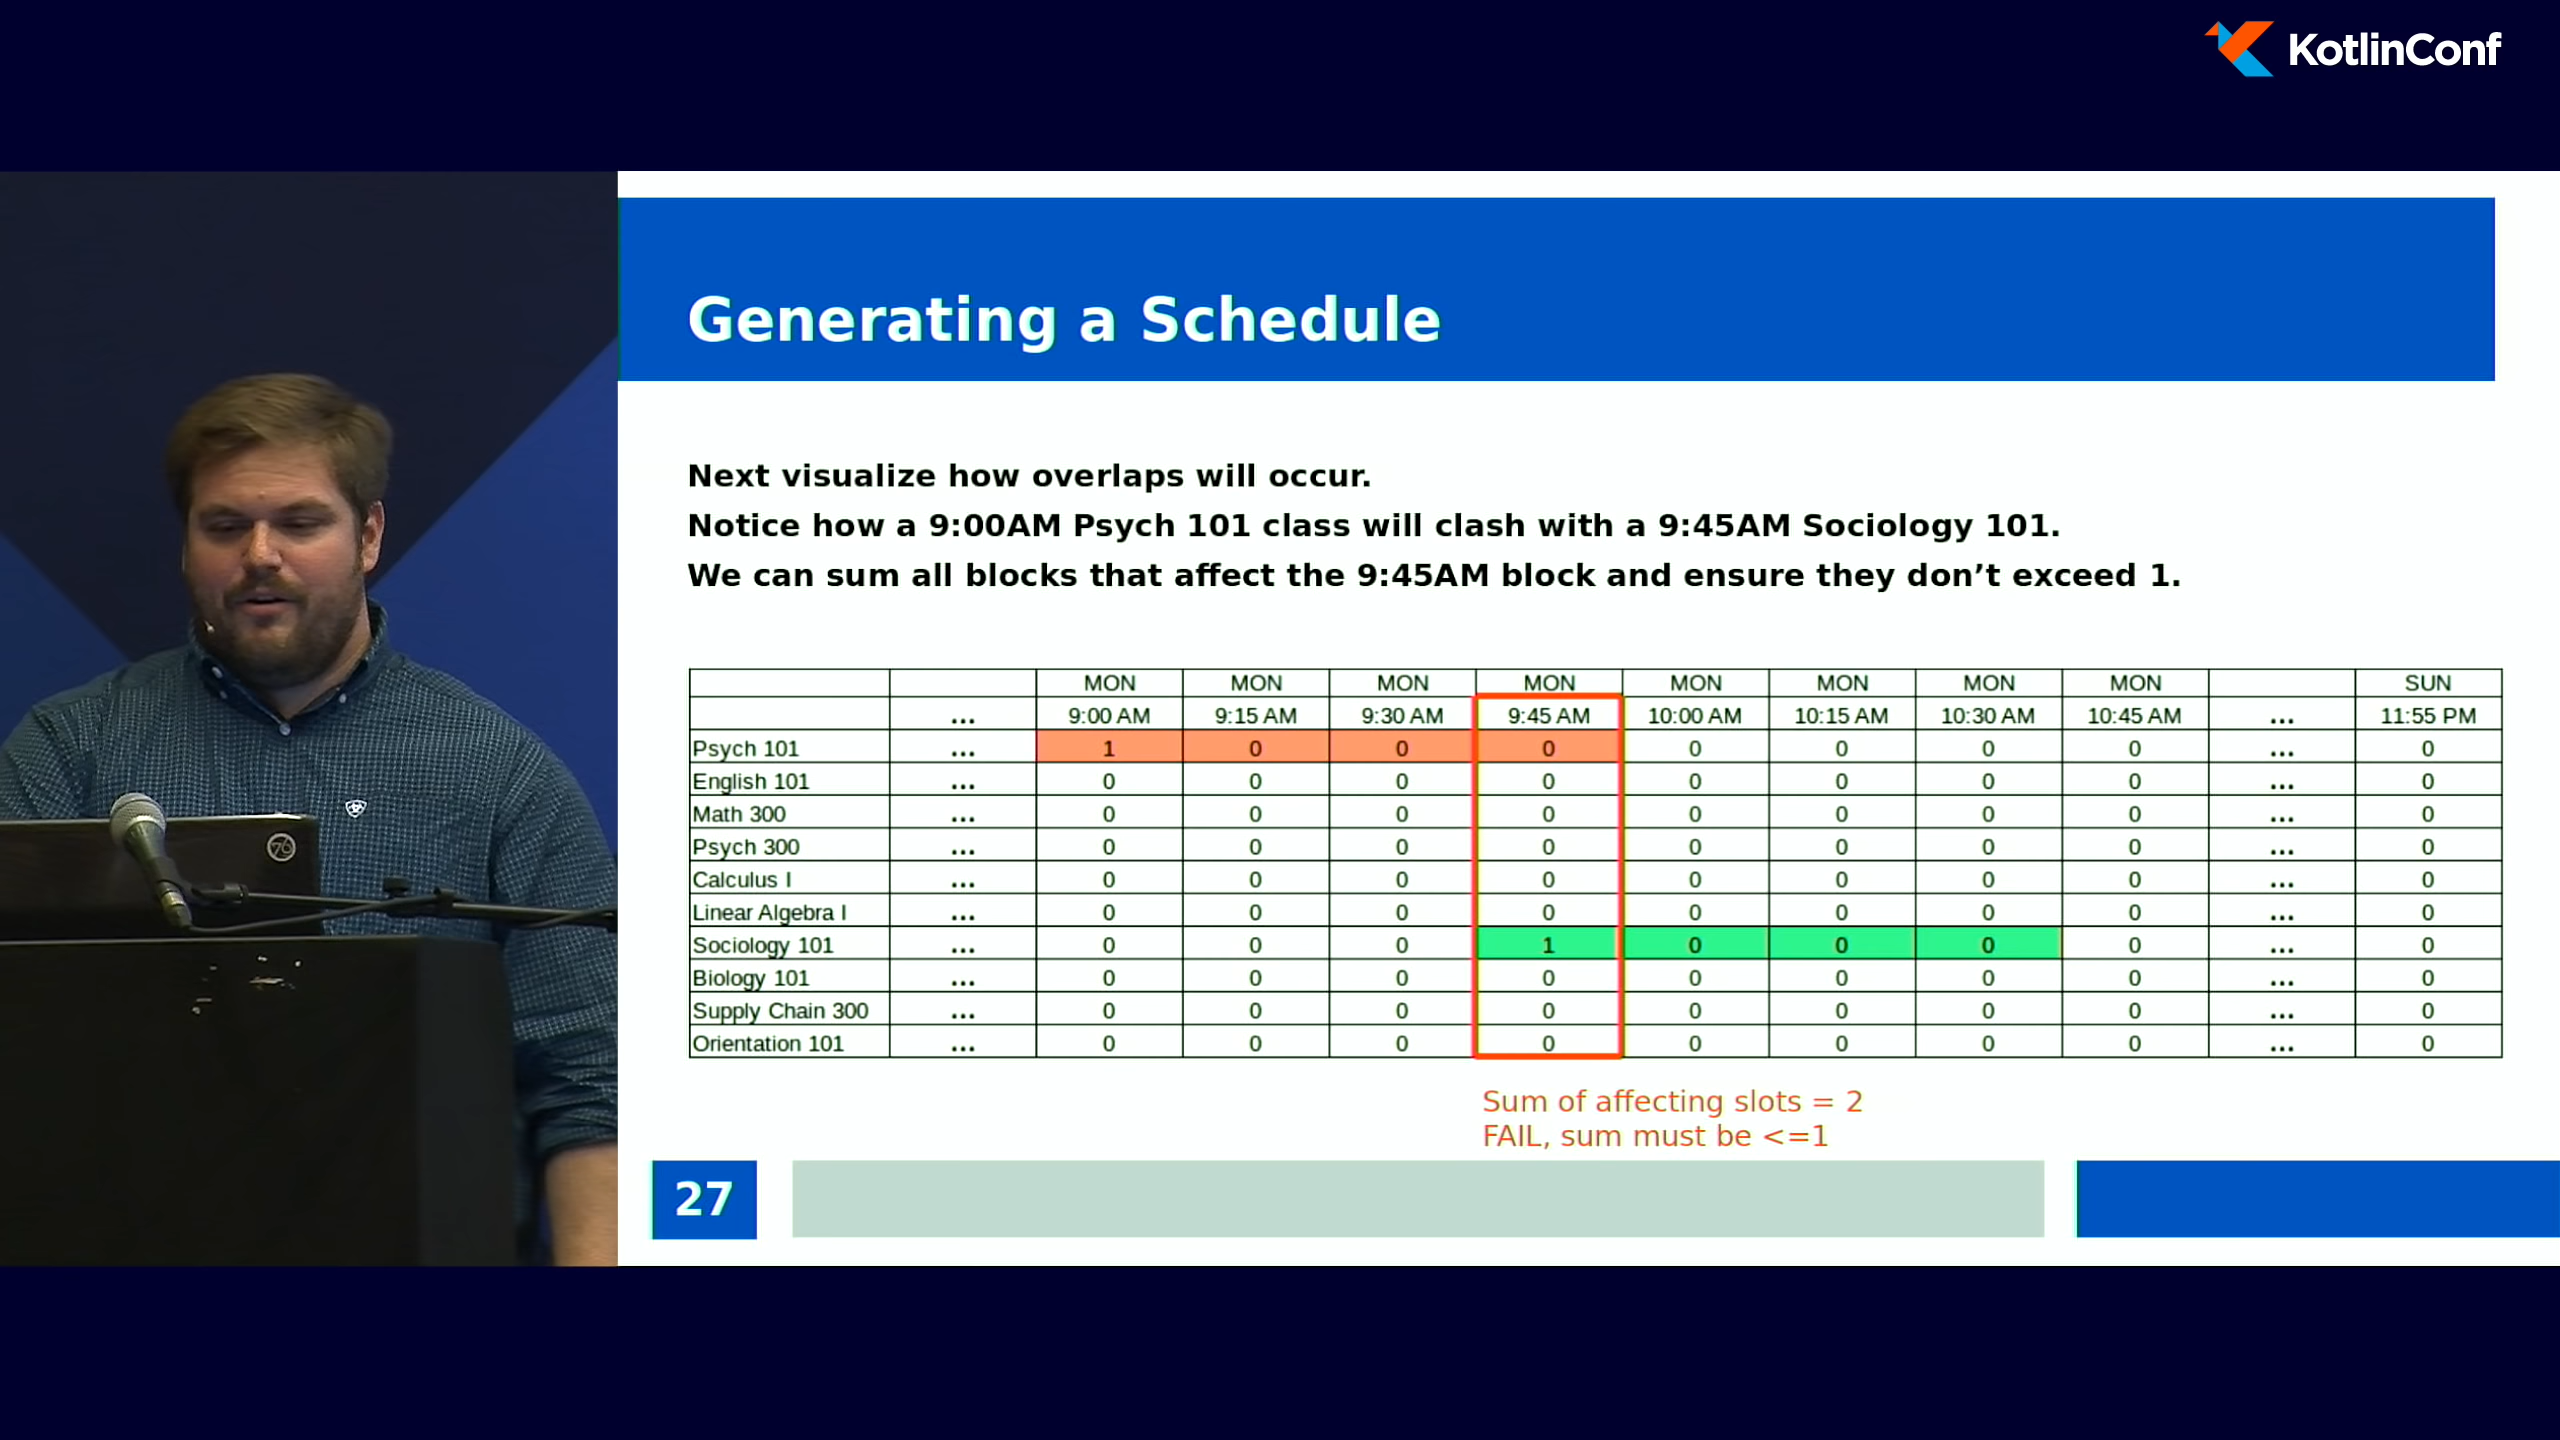 KotlinConf
Generating a Schedule
Next visualize how overlaps will occur.
Notice how a 9:00AM Psych 101 class will clash with a 9:45AM Sociology 101.
We can sum all blocks that affect the 9:45AM block and ensure they don’t exceed 1.
MON MON MON MON MON MON MON MON SUN
... 9:00 AM 9:15 AM 9:30 AM 9:45 AM 10:00 AM 10:15 AM 10:30 AM 10:45 AM ... 11:55 PM
Psych 101 ... 1 0 0 0 0 0 0 0 ... 0
English 101 ... 0 0 0 0 0 0 0 0 ... 0
Math 300 ... 0 0 0 0 0 0 0 0 ... 0
Psych 300 ... 0 0 0 0 0 0 0 0 ... 0
Calculus I ... 0 0 0 0 0 0 0 0 ... 0
Linear Algebra I ... 0 0 0 0 0 0 0 0 ... 0
Sociology 101 ... 0 0 0 1 0 0 0 0 ... 0
Biology 101 ... 0 0 0 0 0 0 0 0 ... 0
Supply Chain 300 ... 0 0 0 0 0 0 0 0 ... 0
Orientation 101 ... 0 0 0 0 0 0 0 0 ... 0
Sum of affecting slots = 2
FAIL, sum must be <=1
27
76